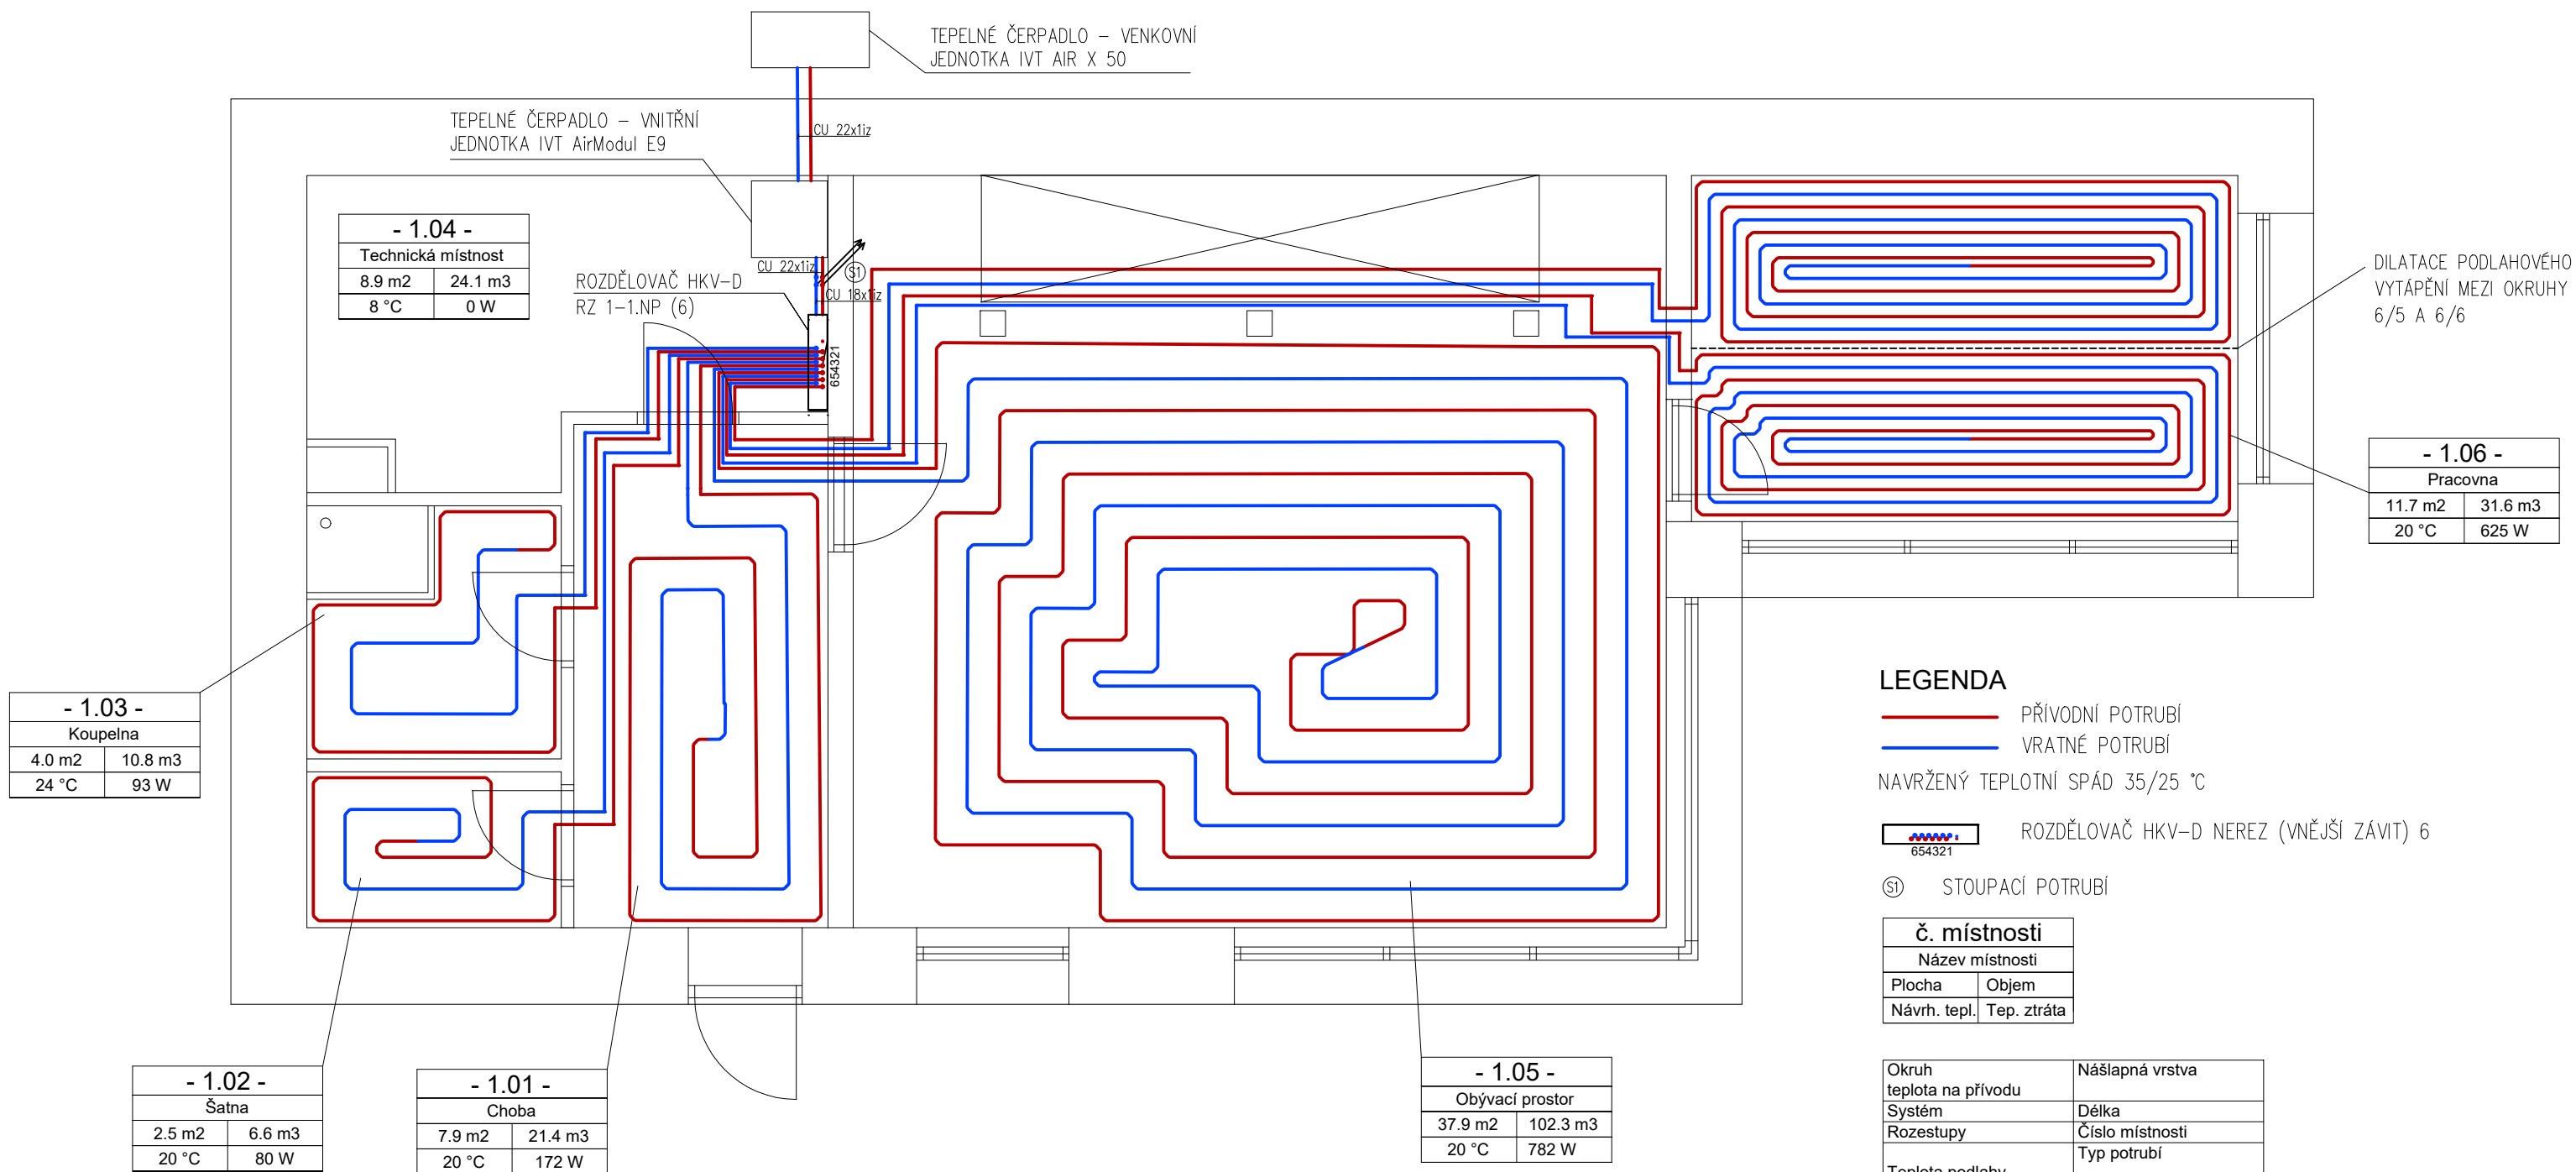 TEPELNÉ ČERPADLO – VENKOVNÍ
JEDNOTKA IVT AIR X 50
TEPELNÉ ČERPADLO – VNITŘNÍ
JEDNOTKA IVT AirModul E9
CU 22x1iz
- 1.04 -
Technická místnost
8.9 m2 24.1 m3
8 °C 0 W
CU 22x1iz
S1
CU 18x1iz
ROZDĚLOVAČ HKV–D
RZ 1–1.NP (6)
654321
DILATACE PODLAHOVÉHO
VYTÁPĚNÍ MEZI OKRUHY
6/5 A 6/6
- 1.06 -
Pracovna
11.7 m2 31.6 m3
20 °C 625 W
- 1.03 -
Koupelna
4.0 m2 10.8 m3
24 °C 93 W
LEGENDA
PŘÍVODNÍ POTRUBÍ
VRATNÉ POTRUBÍ
NAVRŽENÝ TEPLOTNÍ SPÁD 35/25 °C
654321
ROZDĚLOVAČ HKV–D NEREZ (VNĚJŠÍ ZÁVIT) 6
S1 STOUPACÍ POTRUBÍ
č. místnosti
Název místnosti
Plocha Objem
Návrh. tepl. Tep. ztráta
- 1.02 -
Šatna
2.5 m2 6.6 m3
20 °C 80 W
- 1.01 -
Choba
7.9 m2 21.4 m3
20 °C 172 W
- 1.05 -
Obývací prostor
37.9 m2 102.3 m3
20 °C 782 W
Okruh Nášlapná vrstva
teplota na přívodu
Systém Délka
Rozestupy Číslo místnosti
Typ potrubí
Teplota podlahy